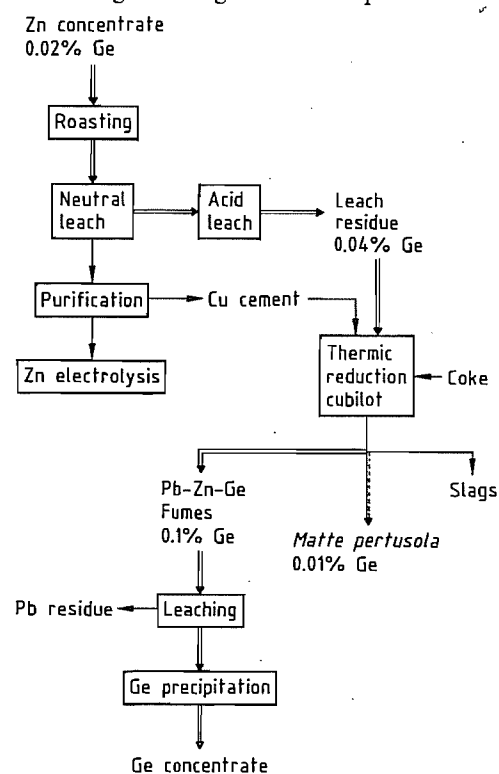 Zn concentrate
0.02% Ge
Roasting
Neutral
leach
Acid
leach
Leach
residue
0.04% Ge
Purification
Cu cement
Zn electrolysis
Thermic
reduction
cubilot
Coke
Pb-Zn-Ge
Fumes
0.1% Ge
Matte pertusola
0.01% Ge
Slags
Pb residue
Leaching
Ge precipitation
Ge concentrate